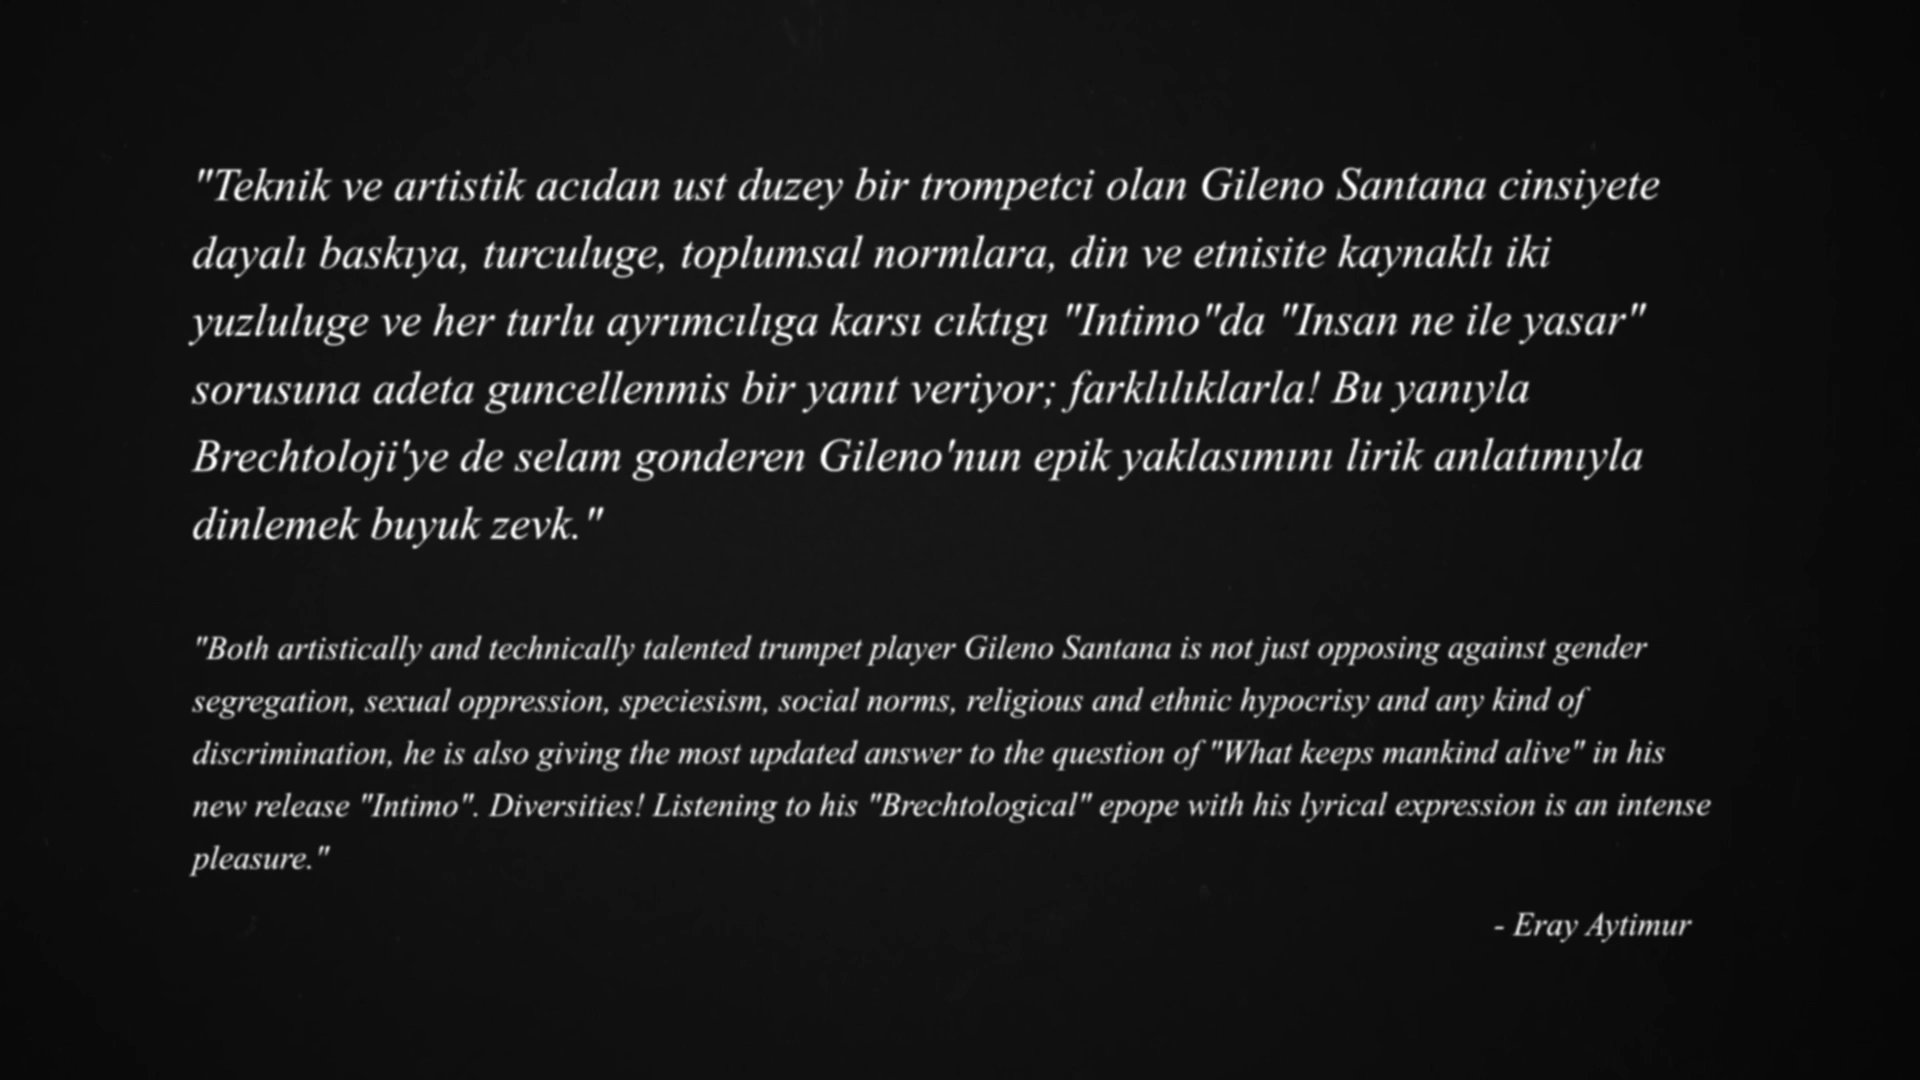 "Teknik ve artistik acıdan ust duzey bir trompetci olan Gileno Santana cinsiyete
dayalı baskıya, turculuge, toplumsal normlara, din ve etnisite kaynaklı iki
yuzluluge ve her turlu ayrımcılıga karsı cıktıgı "Intimo"da "Insan ne ile yasar"
sorusuna adeta guncellenmis bir yanıt veriyor; farklılıklarla! Bu yanıyla
Brechtoloji'ye de selam gonderen Gileno'nun epik yaklasımını lirik anlatımıyla
dinlemek buyuk zevk."
"Both artistically and technically talented trumpet player Gileno Santana is not just opposing against gender
segregation, sexual oppression, speciesism, social norms, religious and ethnic hypocrisy and any kind of
discrimination, he is also giving the most updated answer to the question of "What keeps mankind alive" in his
new release "Intimo". Diversities! Listening to his "Brechtological" epope with his lyrical expression is an intense
pleasure."
- Eray Aytimur